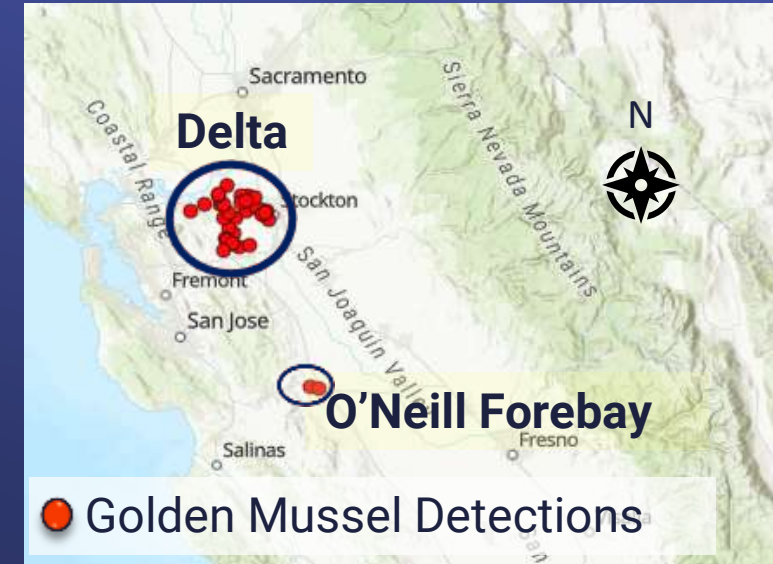 Sacramento
Coastal Range
Delta
Sierra Nevada Mountains
N
Stockton
Fremont
San Jose
San Joaquin Valley
O’Neill Forebay
Salinas
Fresno
Golden Mussel Detections
San